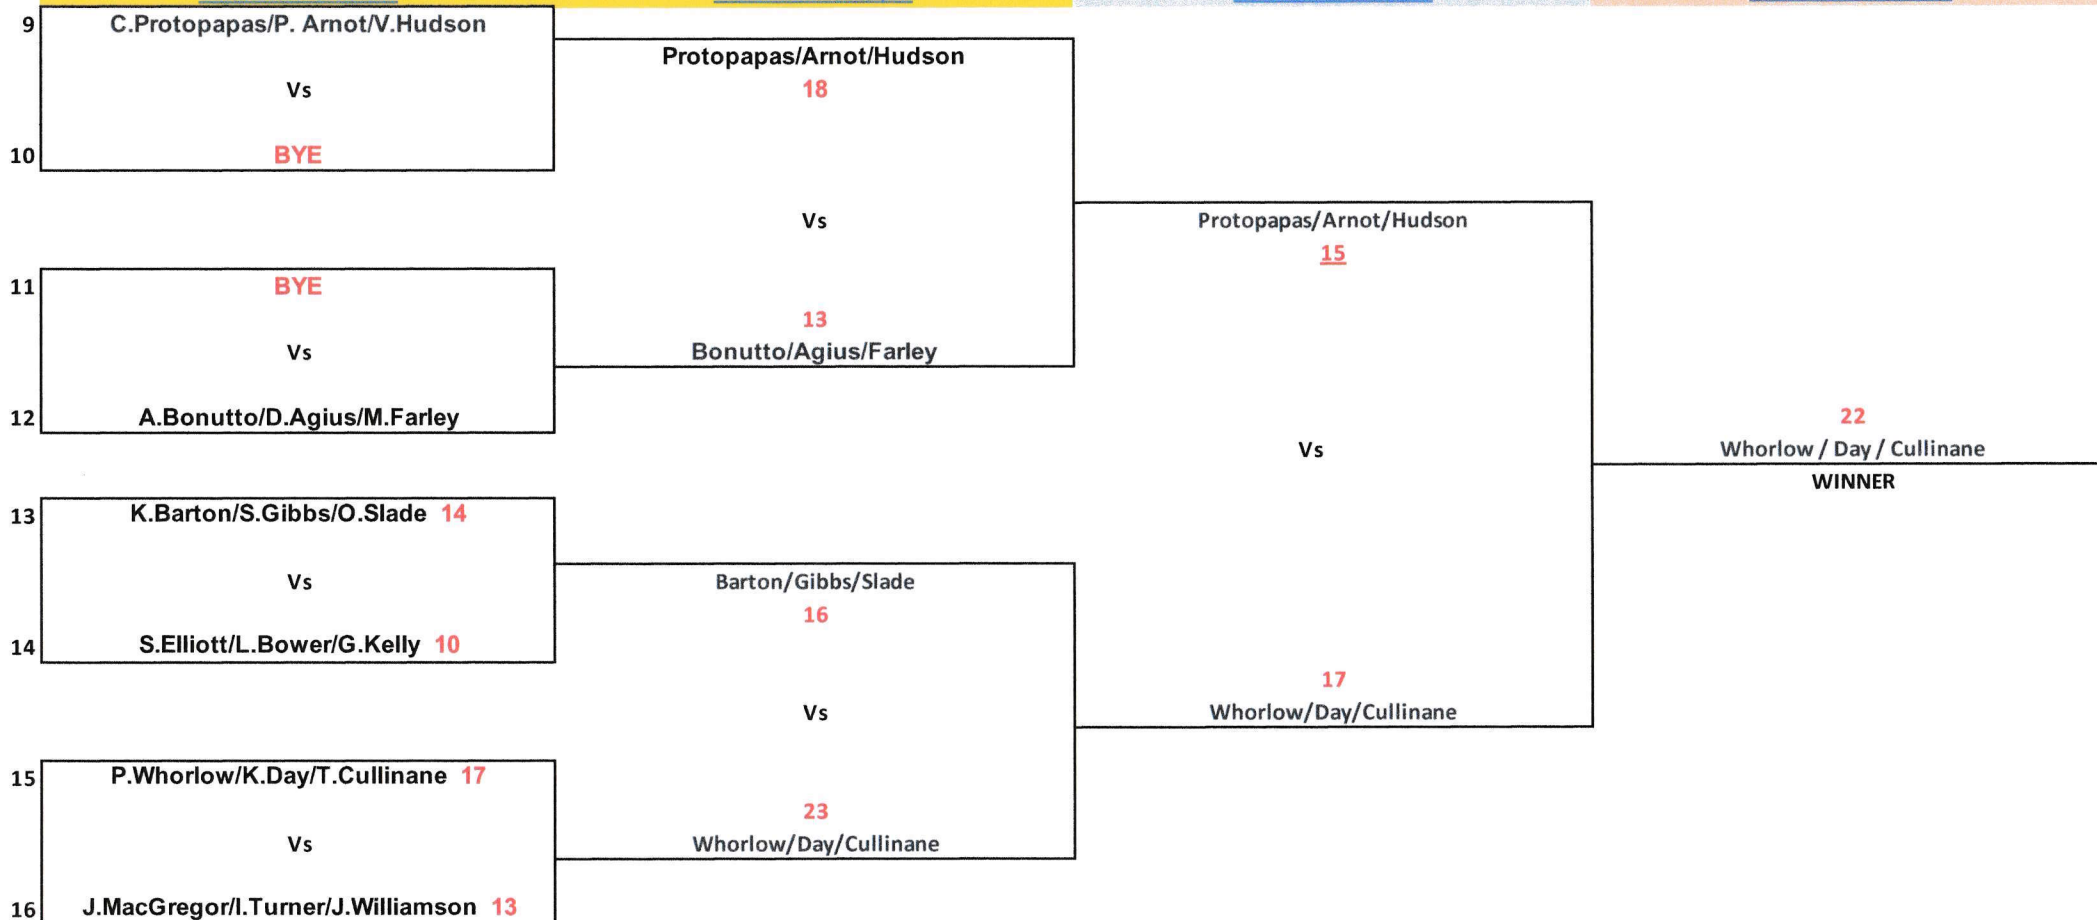 9
C.Protopapas/P. Arnot/V.Hudson
Vs
10
BYE
11
BYE
Vs
12
A.Bonutto/D.Agius/M.Farley
13
K.Barton/S.Gibbs/O.Slade 14
Vs
14
S.Elliott/L.Bower/G.Kelly 10
15
P.Whorlow/K.Day/T.Cullinane 17
Vs
16
J.MacGregor/I.Turner/J.Williamson 13
Protopapas/Arnot/Hudson
18
Vs
13
Bonutto/Agius/Farley
Barton/Gibbs/Slade
16
Vs
23
Whorlow/Day/Cullinane
Protopapas/Arnot/Hudson
15
Vs
17
Whorlow/Day/Cullinane
22
Whorlow / Day / Cullinane
WINNER